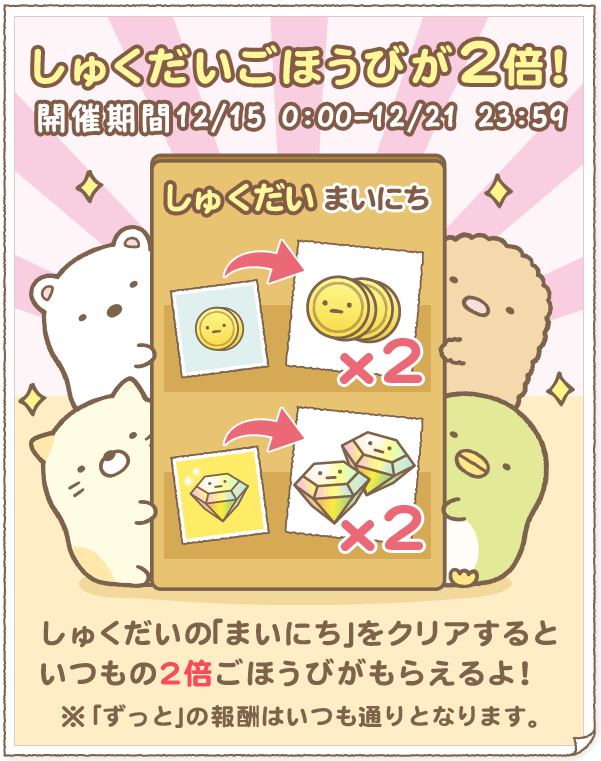 しゅくだいごほうびが2倍!
開催期間12/15 0:00-12/21 23:59
しゅくだい まいにち
×2
×2
しゅくだいの「まいにち」をクリアすると
いつもの2倍ごほうびがもらえるよ!
※「ずっと」の報酬はいつも通りとなります。